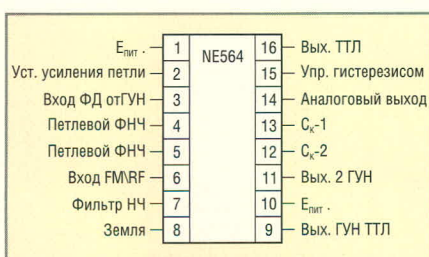 Eпит. 1 NE564 16 Вых. ТТЛ
Уст. усиления петли 2 15 Упр. гистерезисом
Вход ФД отГУН 3 14 Аналоговый выход
Петлевой ФНЧ 4 13 Cк-1
Петлевой ФНЧ 5 12 Cк-2
Вход FM\RF 6 11 Вых. 2 ГУН
Фильтр НЧ 7 10 Eпит.
Земля 8 9 Вых. ГУН ТТЛ